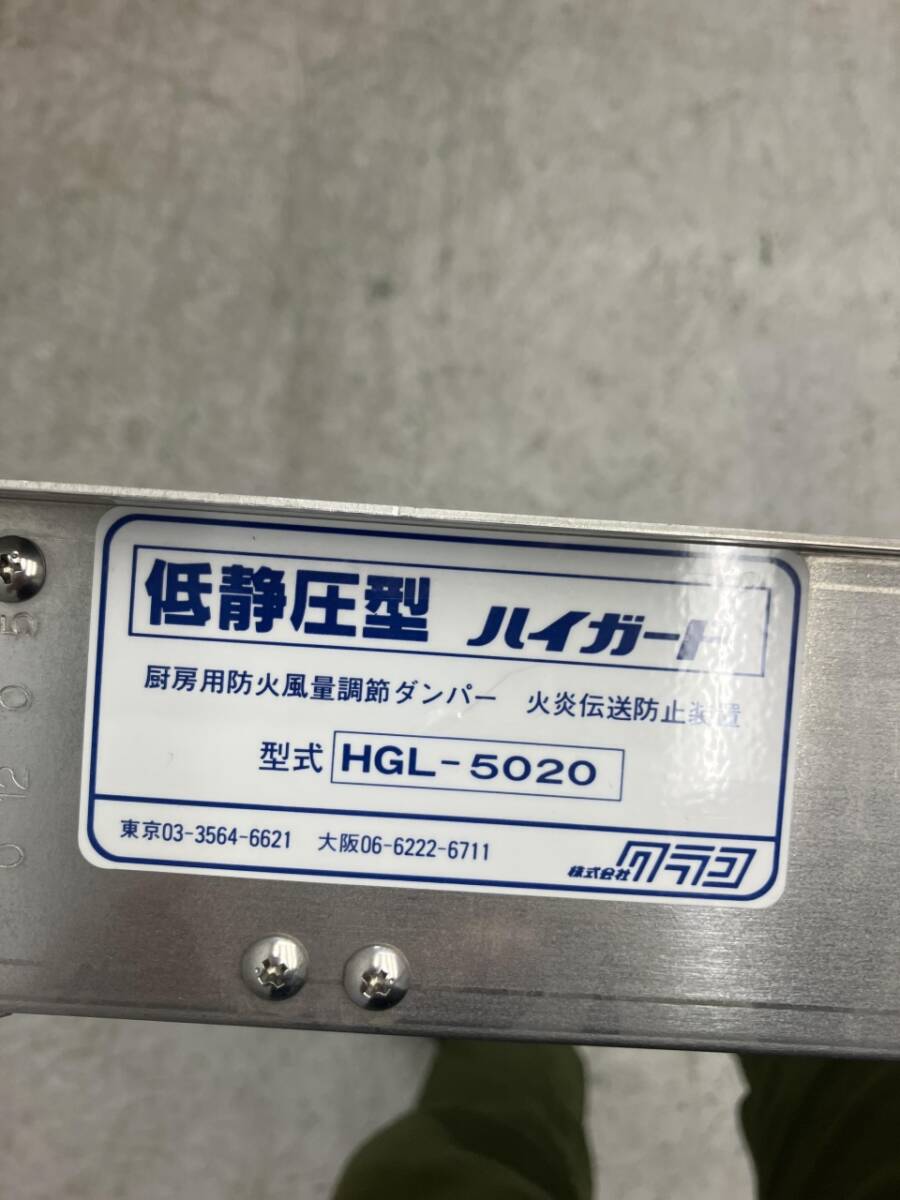 低静圧型 ハイガード
厨房用防火風量調節ダンパー 火炎伝送防止装置
型式 HGL-5020
東京03-3564-6621 大阪06-6222-6711
株式会社クラコ